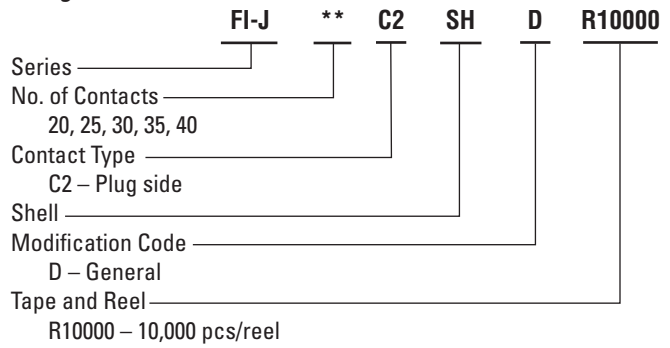 FI-J ** C2 SH D R10000
Series
No. of Contacts
20, 25, 30, 35, 40
Contact Type
C2 – Plug side
Shell
Modification Code
D – General
Tape and Reel
R10000 – 10,000 pcs/reel